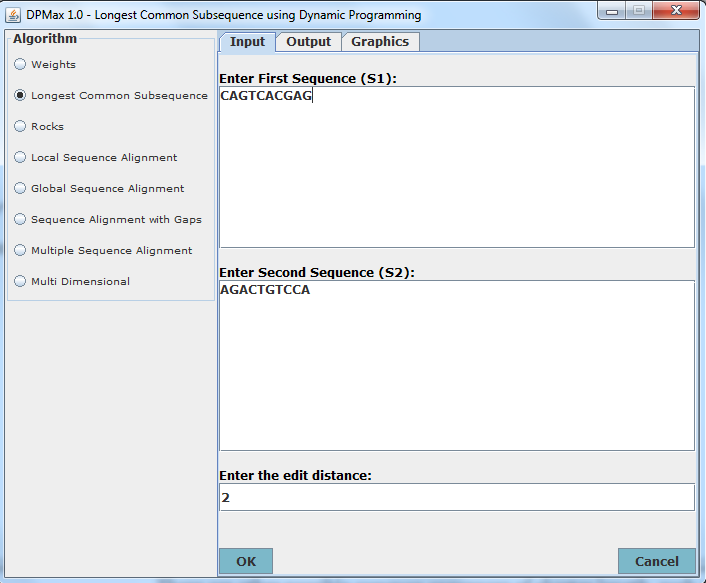 DPMax 1.0 - Longest Common Subsequence using Dynamic Programming
Algorithm
Weights
Longest Common Subsequence
Rocks
Local Sequence Alignment
Global Sequence Alignment
Sequence Alignment with Gaps
Multiple Sequence Alignment
Multi Dimensional
Input Output Graphics
Enter First Sequence (S1):
CAGTCACGAG
Enter Second Sequence (S2):
AGACTGTCCA
Enter the edit distance:
2
OK Cancel